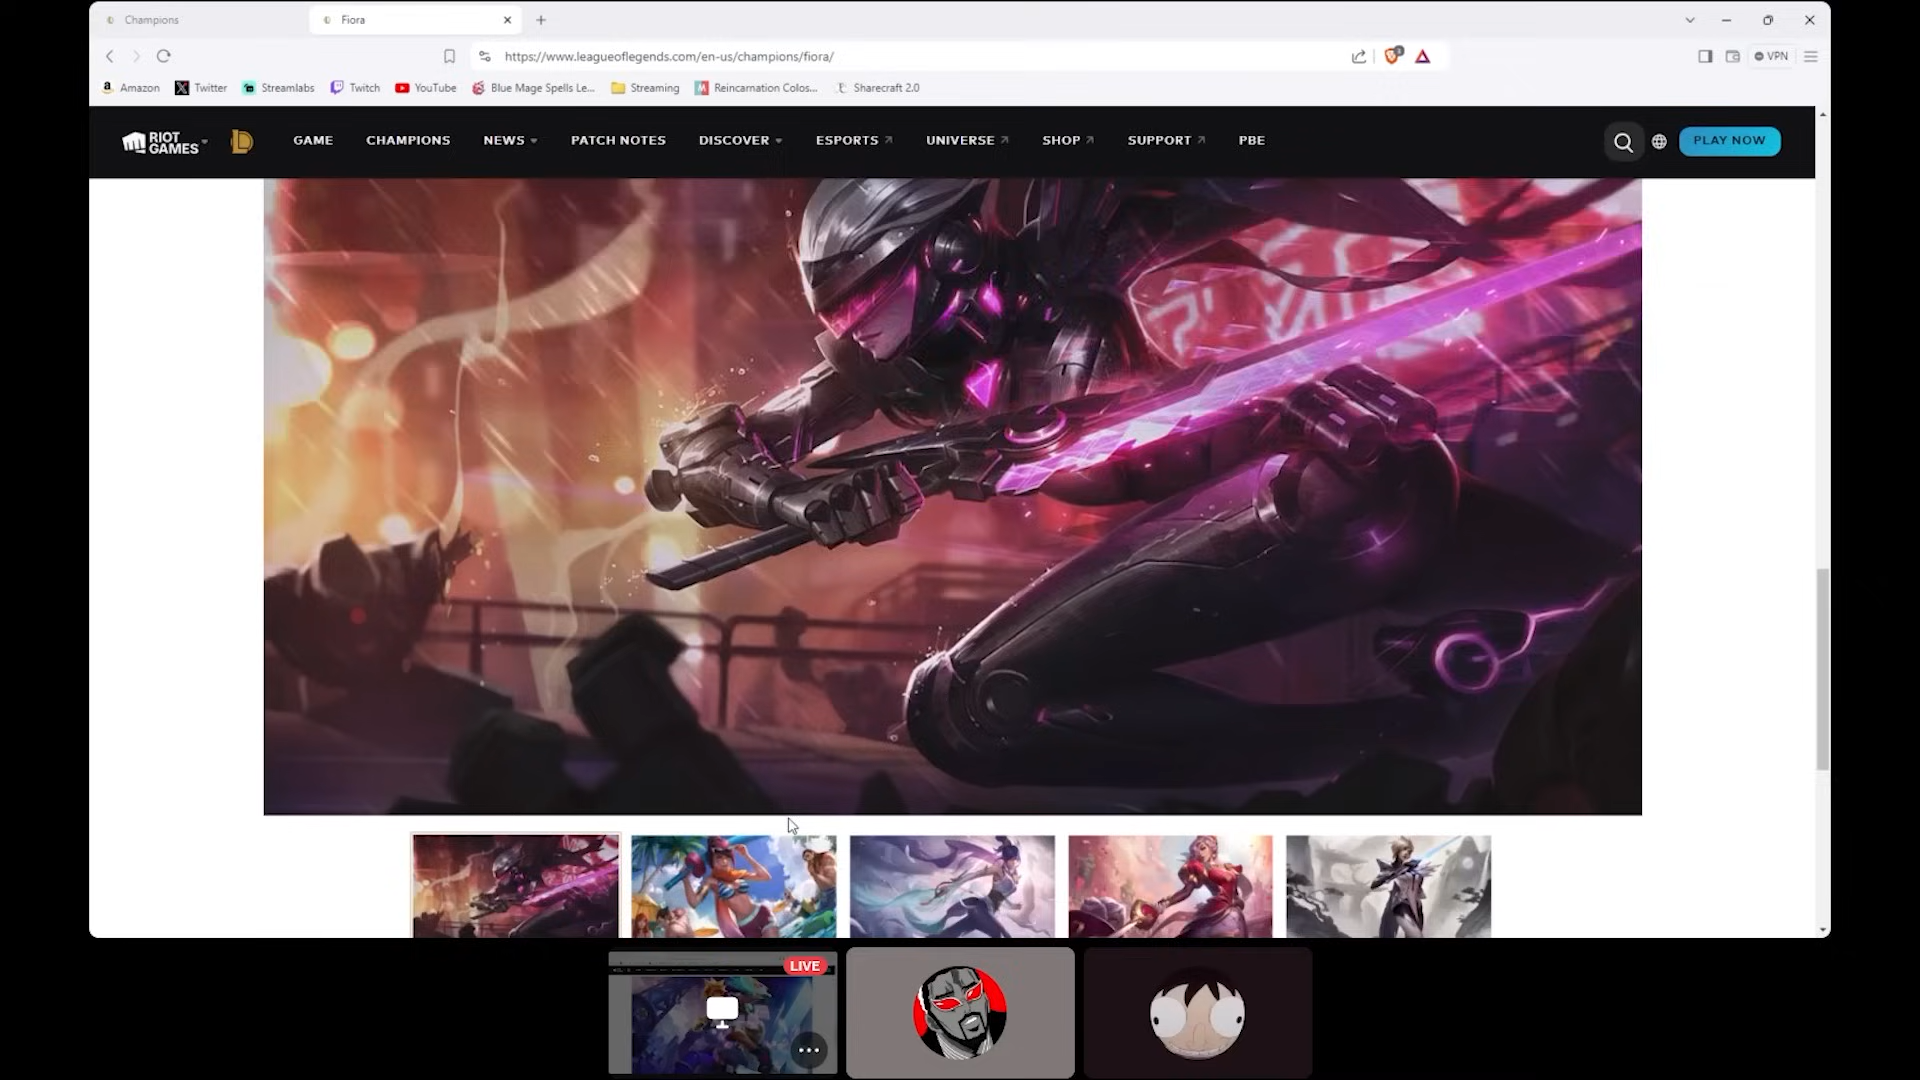 Champions
Fiora
https://www.leagueoflegends.com/en-us/champions/fiora/
VPN
Amazon
Twitter
Streamlabs
Twitch
YouTube
Blue Mage Spells Le...
Streaming
Reincarnation Colos...
Sharecraft 2.0
RIOT GAMES
GAME
CHAMPIONS
NEWS
PATCH NOTES
DISCOVER
ESPORTS
UNIVERSE
SHOP
SUPPORT
PBE
PLAY NOW
LIVE